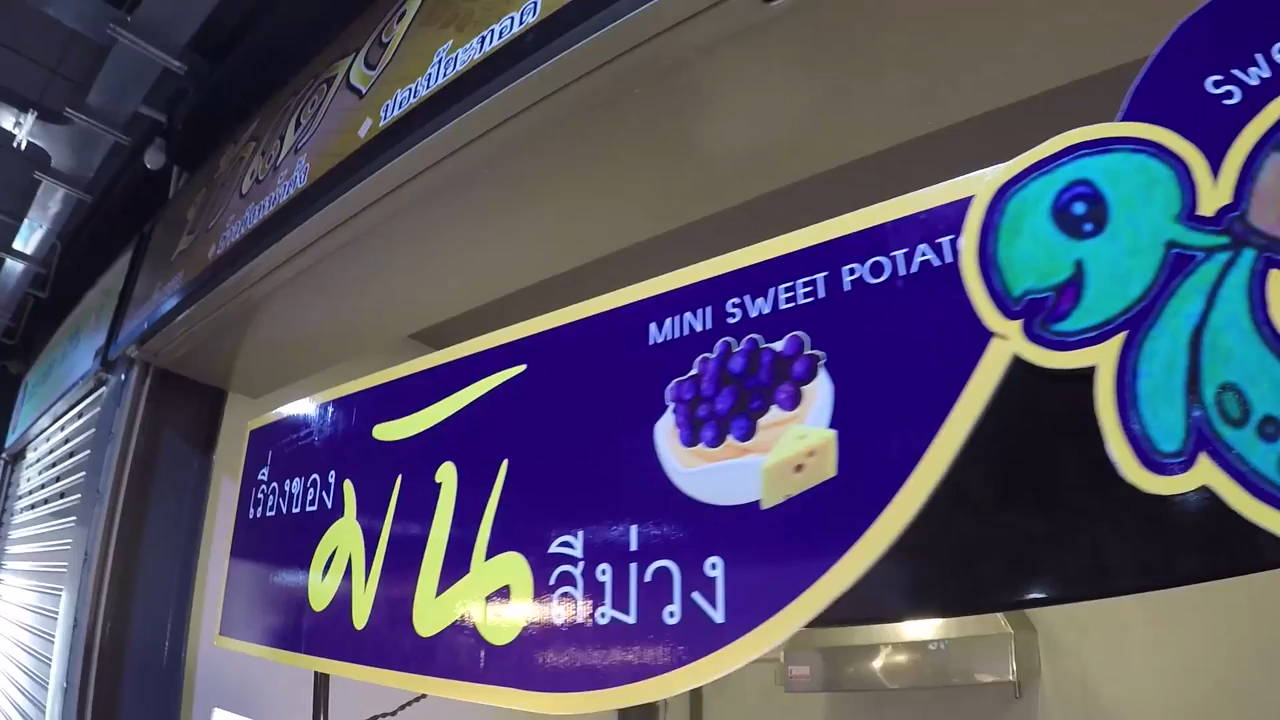 ปอเปี๊ยะทอด
Swe
MINI SWEET POTATO
เรื่องของ
มัน
สีม่วง